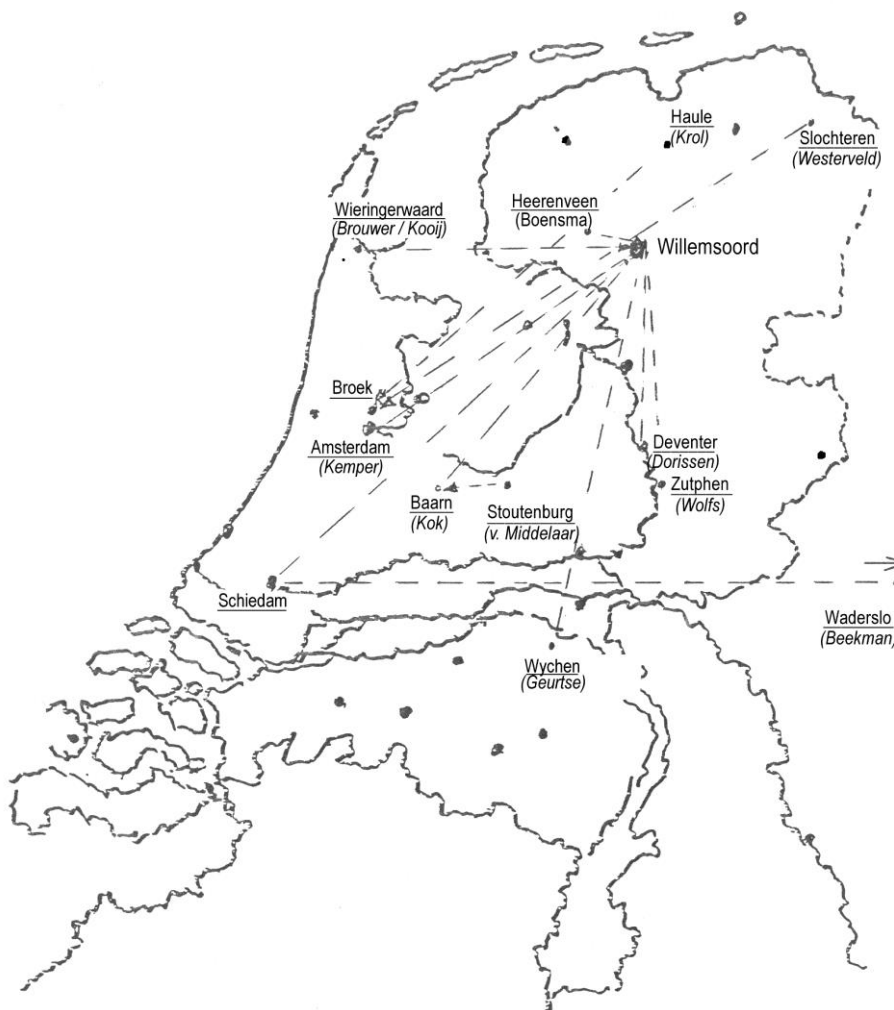 Haule
(Krol)
Slochteren
(Westerveld)
Wieringerwaard
(Brouwer / Kooij)
Heerenveen
(Boensma)
Willemsoord
Broek
Amsterdam
(Kemper)
Deventer
(Dorissen)
Baarn
(Kok)
Stoutenburg
(v. Middelaar)
Zutphen
(Wolfs)
Schiedam
Waderslo
(Beekman)
Wychen
(Geurtse)